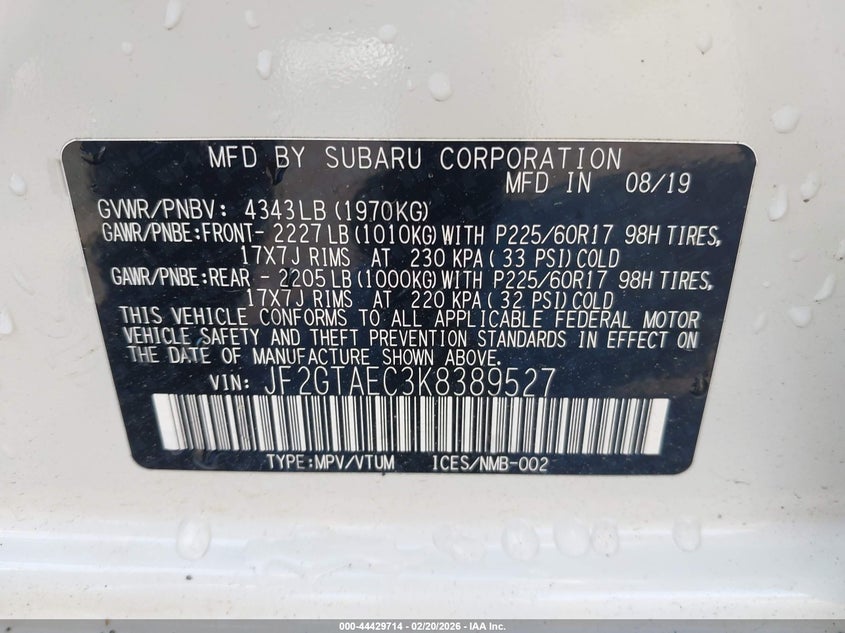 MFD BY SUBARU CORPORATION
MFD IN 08/19
GVWR/PNBV: 4343LB (1970KG)
GAWR/PNBE:FRONT- 2227LB (1010KG) WITH P225/60R17 98H TIRES,
17X7J RIMS AT 230 KPA ( 33 PSI) COLD
GAWR/PNBE:REAR - 2205LB (1000KG) WITH P225/60R17 98H TIRES,
17X7J RIMS AT 220 KPA ( 32 PSI) COLD
THIS VEHICLE CONFORMS TO ALL APPLICABLE FEDERAL MOTOR
VEHICLE SAFETY AND THEFT PREVENTION STANDARDS IN EFFECT ON
THE DATE OF MANUFACTURE SHOWN ABOVE.
VIN: JF2GTAEC3K8389527
TYPE:MPV/VTUM ICES/NMB-002
000-44429714 - 02/20/2026 - IAA Inc.